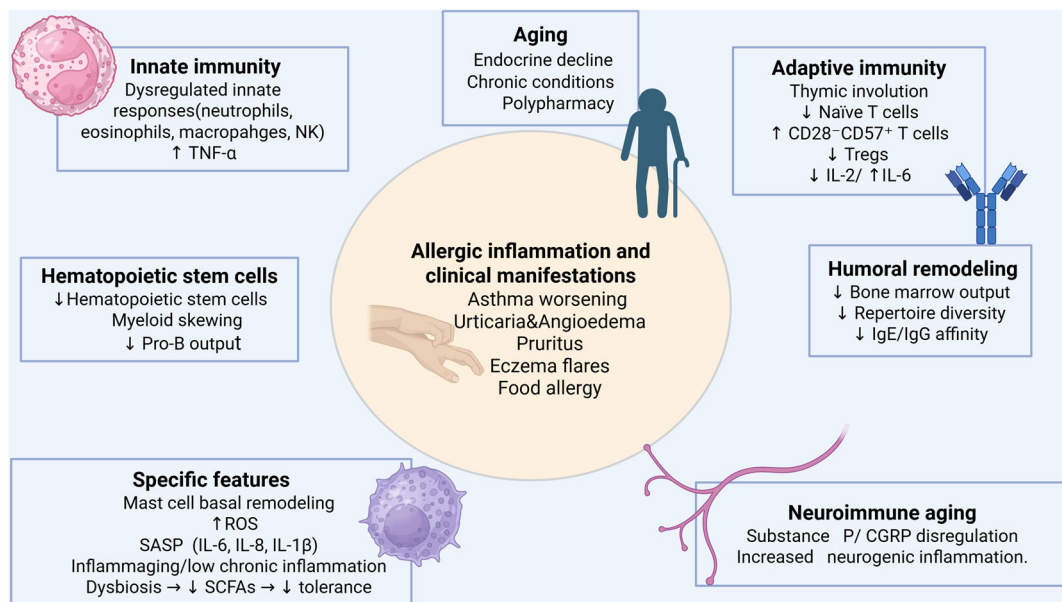 Innate immunity
Dysregulated innate
responses(neutrophils,
eosinophils, macropahges, NK)
↑ TNF-α
Aging
Endocrine decline
Chronic conditions
Polypharmacy
Adaptive immunity
Thymic involution
↓ Naïve T cells
↑ CD28⁻CD57⁺ T cells
↓ Tregs
↓ IL-2/ ↑IL-6
Hematopoietic stem cells
↓Hematopoietic stem cells
Myeloid skewing
↓ Pro-B output
Allergic inflammation and
clinical manifestations
Asthma worsening
Urticaria&Angioedema
Pruritus
Eczema flares
Food allergy
Humoral remodeling
↓ Bone marrow output
↓ Repertoire diversity
↓ IgE/IgG affinity
Specific features
Mast cell basal remodeling
↑ROS
SASP (IL-6, IL-8, IL-1β)
Inflammaging/low chronic inflammation
Dysbiosis → ↓ SCFAs → ↓ tolerance
Neuroimmune aging
Substance P/ CGRP disregulation
Increased neurogenic inflammation.